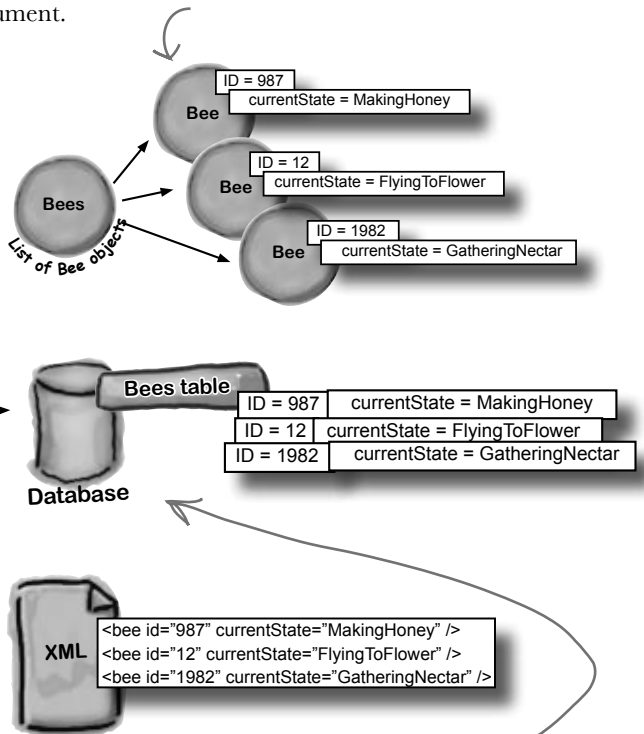 ument.
ID = 987
currentState = MakingHoney
Bee
ID = 12
currentState = FlyingToFlower
Bee
Bees
List of Bee objects
ID = 1982
currentState = GatheringNectar
Bee
Bees table
ID = 987 currentState = MakingHoney
ID = 12 currentState = FlyingToFlower
ID = 1982 currentState = GatheringNectar
Database
XML
<bee id=”987” currentState=”MakingHoney” />
<bee id=”12” currentState=”FlyingToFlower” />
<bee id=”1982” currentState=”GatheringNectar” />